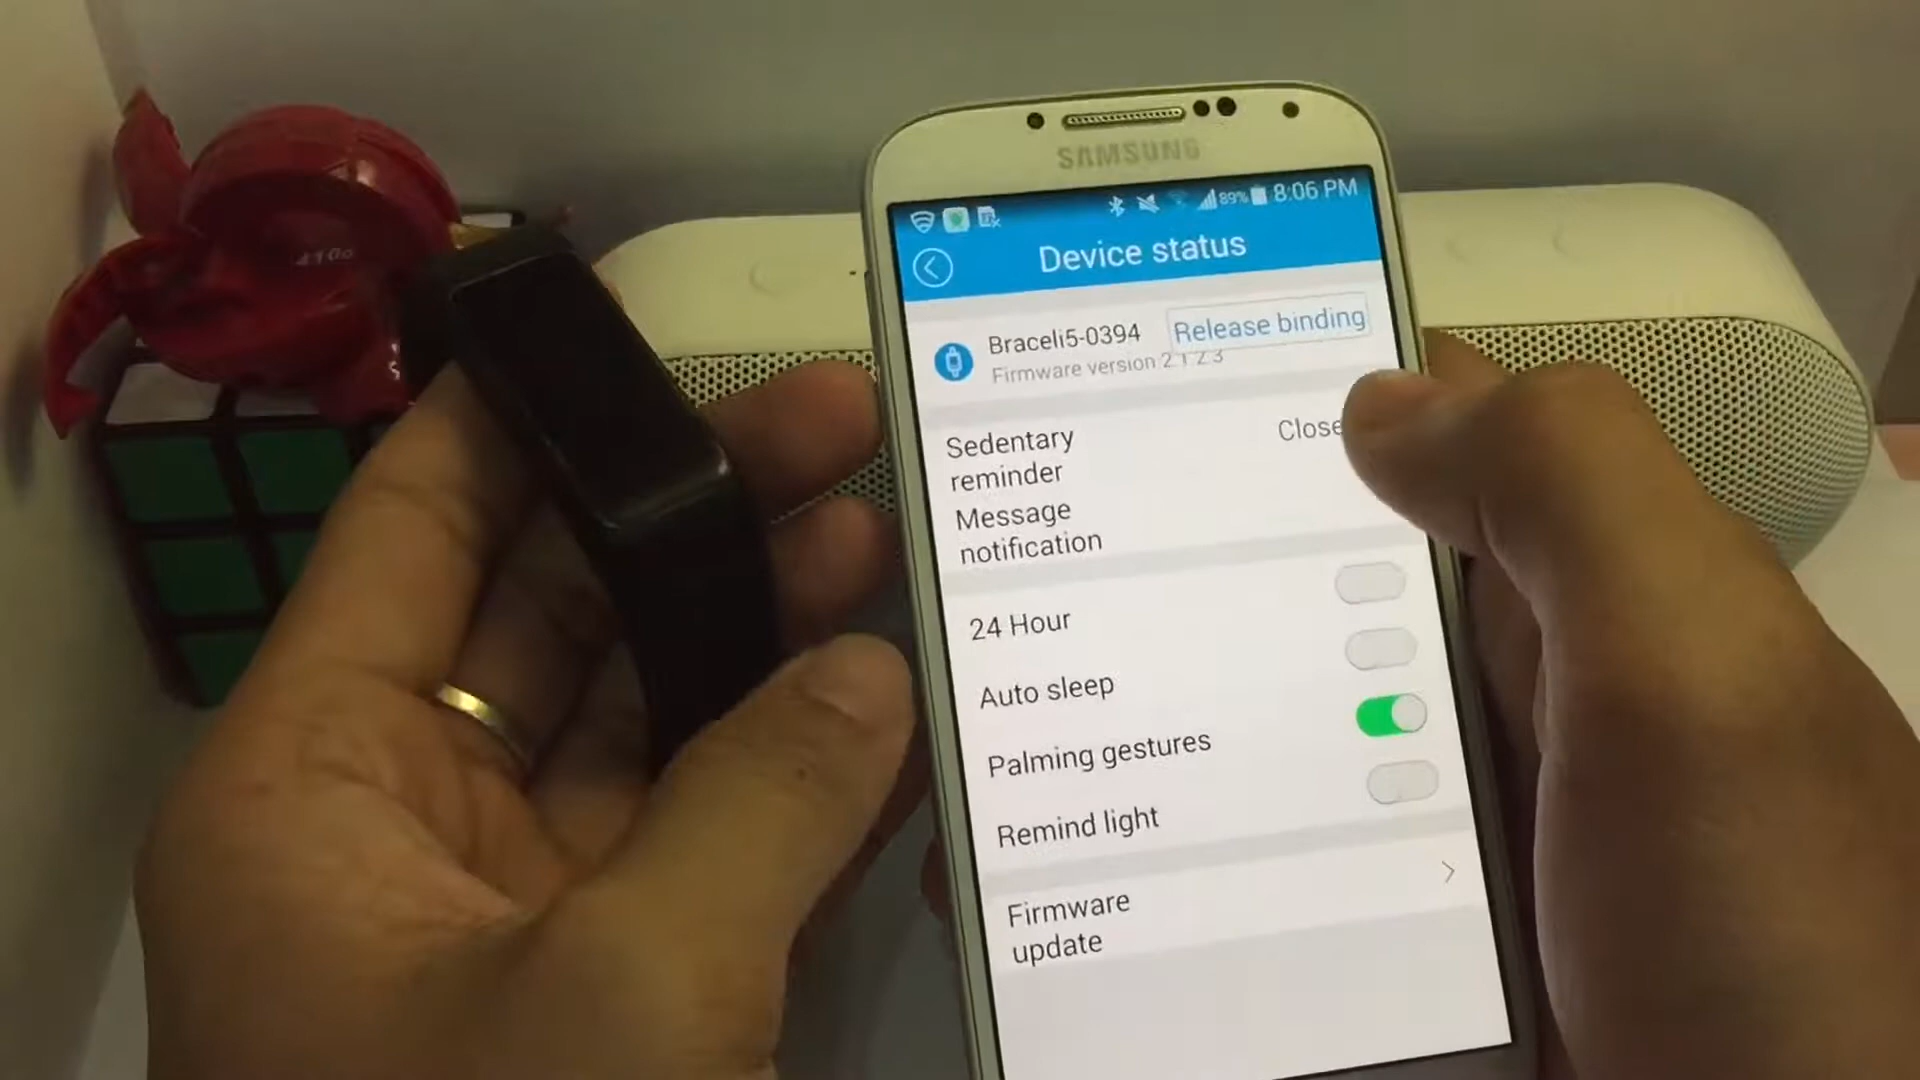 SAMSUNG
89% 8:06 PM
Device status
Braceli5-0394
Release binding
Firmware version 2.1.2.3
Sedentary
reminder
Close
Message
notification
24 Hour
Auto sleep
Palming gestures
Remind light
Firmware
update